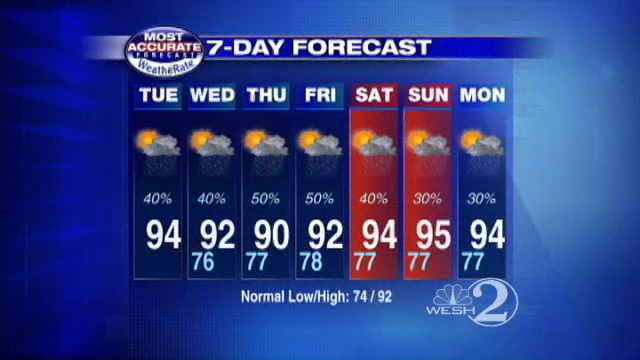 MOST
ACCURATE
FORECAST
WeatheRate
7-DAY FORECAST
TUE WED THU FRI SAT SUN MON
40% 40% 50% 50% 40% 30% 30%
94 92 90 92 94 95 94
76 77 78 77 77 77
Normal Low/High: 74 / 92
WESH 2